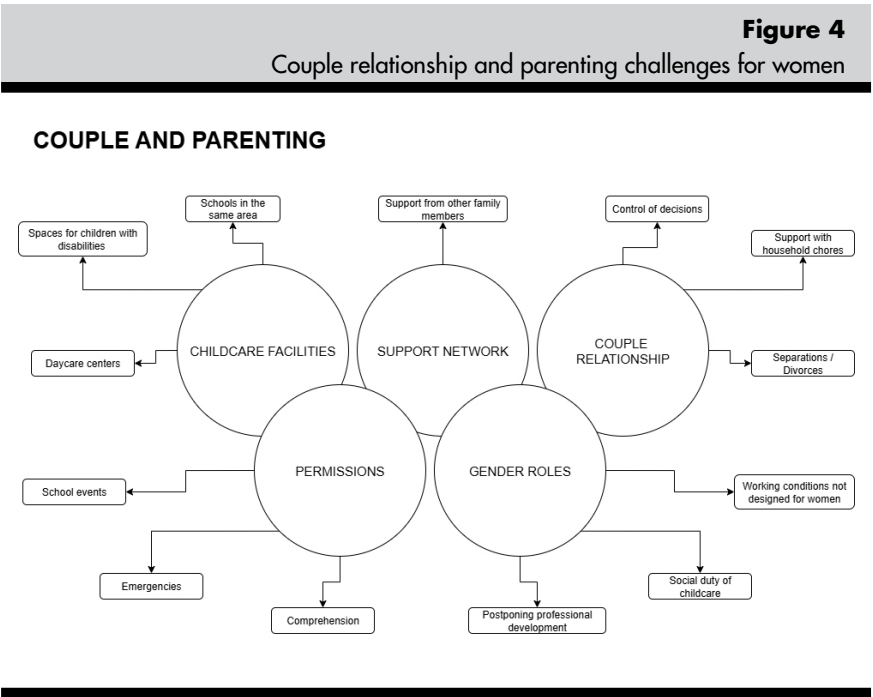 Figure 4
Couple relationship and parenting challenges for women
COUPLE AND PARENTING
Schools in the
same area
Support from other family
members
Control of decisions
Spaces for children with
disabilities
Support with
household chores
CHILDCARE FACILITIES
SUPPORT NETWORK
COUPLE
RELATIONSHIP
Daycare centers
Separations /
Divorces
PERMISSIONS
GENDER ROLES
School events
Working conditions not
designed for women
Emergencies
Social duty of
childcare
Comprehension
Postponing professional
development